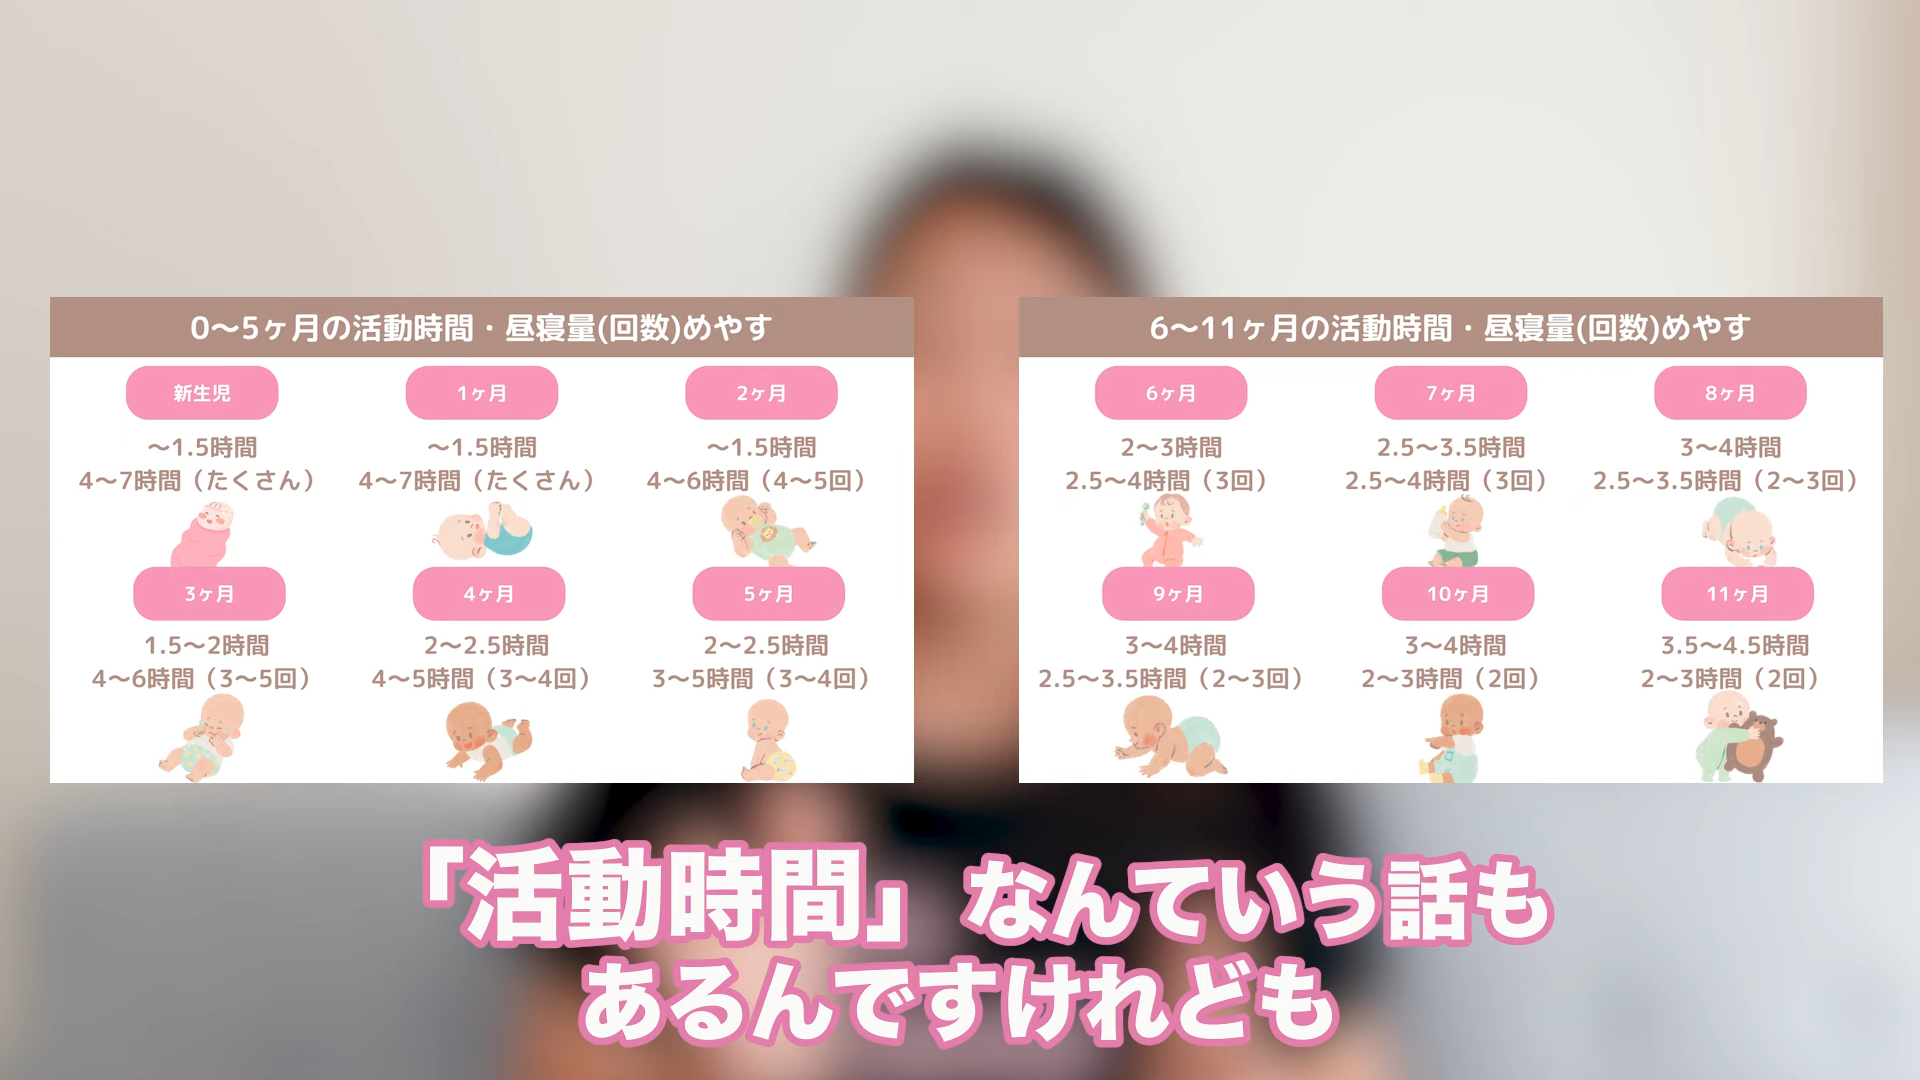 0〜5ヶ月の活動時間・昼寝量(回数)めやす
新生児
1ヶ月
2ヶ月
〜1.5時間
〜1.5時間
〜1.5時間
4〜7時間（たくさん）
4〜7時間（たくさん）
4〜6時間（4〜5回）
3ヶ月
4ヶ月
5ヶ月
1.5〜2時間
2〜2.5時間
2〜2.5時間
4〜6時間（3〜5回）
4〜5時間（3〜4回）
3〜5時間（3〜4回）
6〜11ヶ月の活動時間・昼寝量(回数)めやす
6ヶ月
7ヶ月
8ヶ月
2〜3時間
2.5〜3.5時間
3〜4時間
2.5〜4時間（3回）
2.5〜4時間（3回）
2.5〜3.5時間（2〜3回）
9ヶ月
10ヶ月
11ヶ月
3〜4時間
3〜4時間
3.5〜4.5時間
2.5〜3.5時間（2〜3回）
2〜3時間（2回）
2〜3時間（2回）
「活動時間」なんていう話も
あるんですけれども